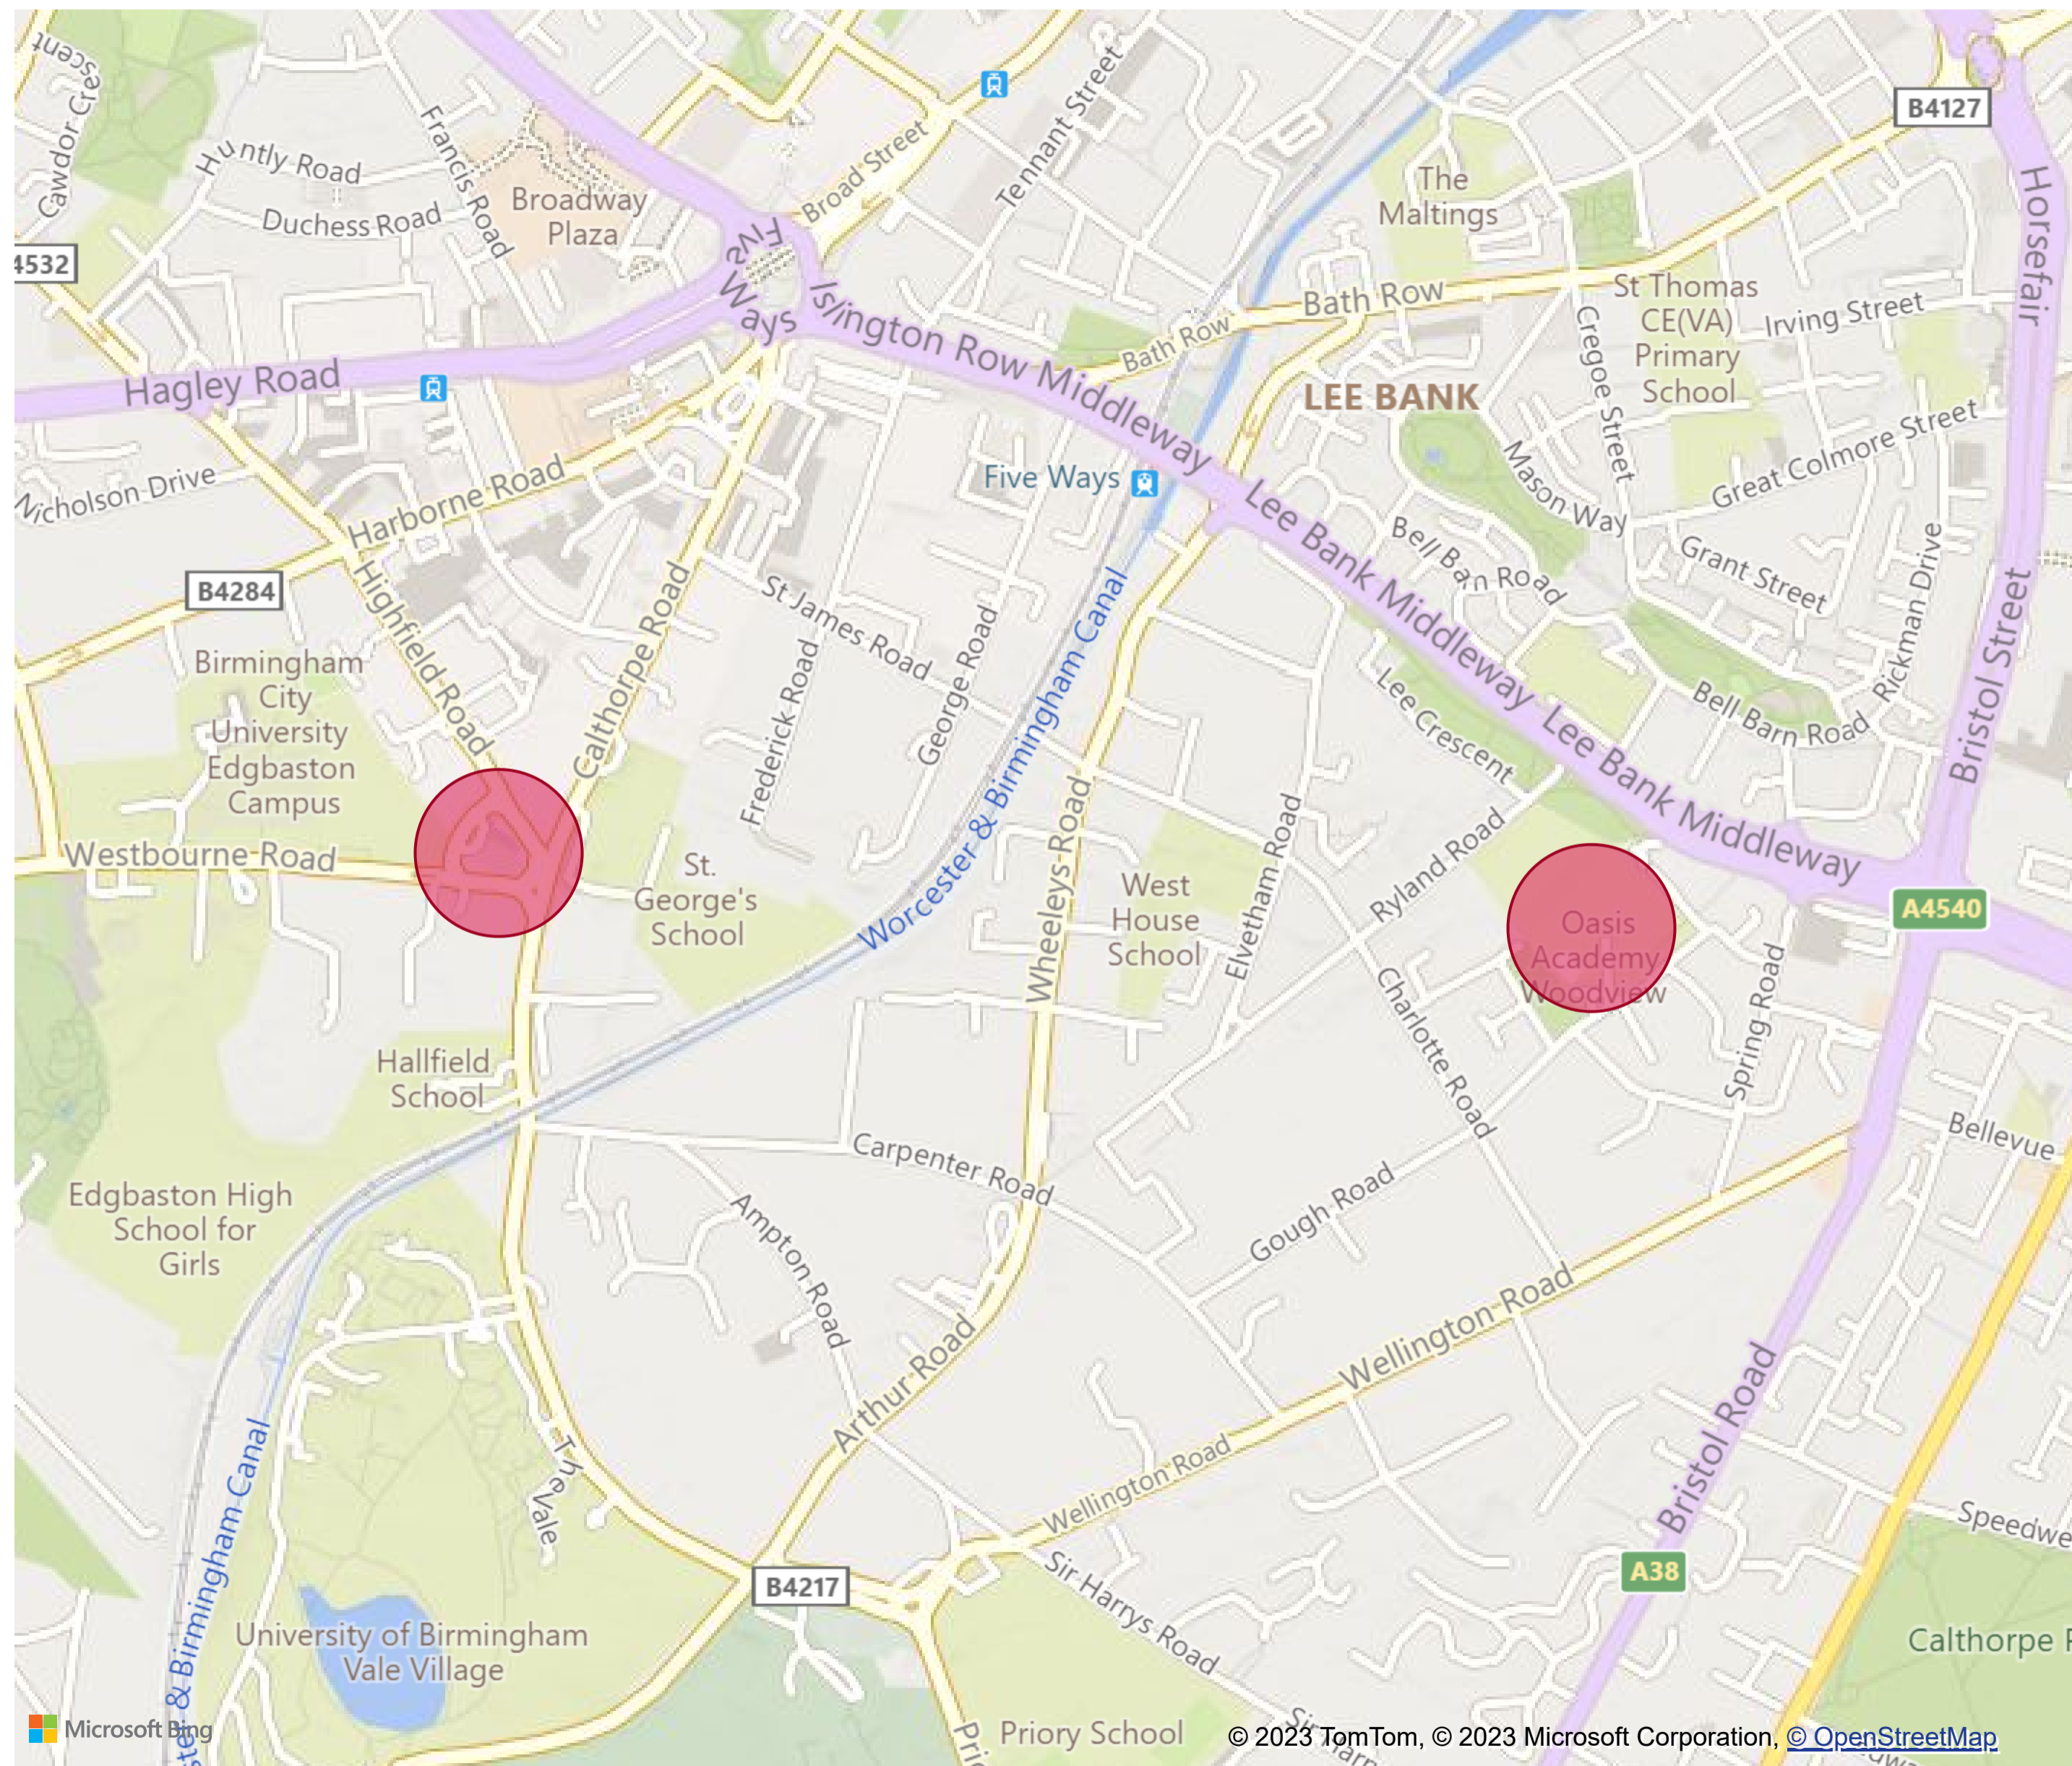 Crescent
Cawdor Crescent
Huntly Road
Duchess Road
Francis Road
Broadway
Plaza
Five
Ways
Broad Street
Tennant Street
The
Maltings
B4127
Horsefair
4532
Hagley Road
Islington Row Middleway
Bath Row
Bath Row
LEE BANK
Cregoe Street
St Thomas
CE(VA)
Primary
School
Irving Street
Great Colmore Street
Mason Way
Nicholson Drive
Harborne Road
Five Ways
Lee Bank Middleway
Bell Barn Road
Grant Street
Rickman Drive
Bristol Street
B4284
Highfield Road
Calthorpe Road
St James Road
Frederick Road
George Road
Worcester & Birmingham Canal
Birmingham
City
University
Edgbaston
Campus
Lee Crescent
Lee Bank Middleway
Bell Barn Road
Westbourne Road
St.
George's
School
Wheeleys Road
West
House
School
Elvetham Road
Ryland Road
Charlotte Road
Oasis
Academy
Woodview
Spring Road
A4540
Hallfield
School
Carpenter Road
Bellevue
Edgbaston High
School for
Girls
Ampton Road
Gough Road
Wellington Road
Arthur Road
Bristol Road
The Vale
Wellington Road
Speedwe
B4217
Sir Harrys Road
A38
University of Birmingham
Vale Village
Calthorpe P
ster & Birmingham Canal
Priory School
Prio
Sir Harr
Microsoft Bing
© 2023 TomTom, © 2023 Microsoft Corporation, © OpenStreetMap